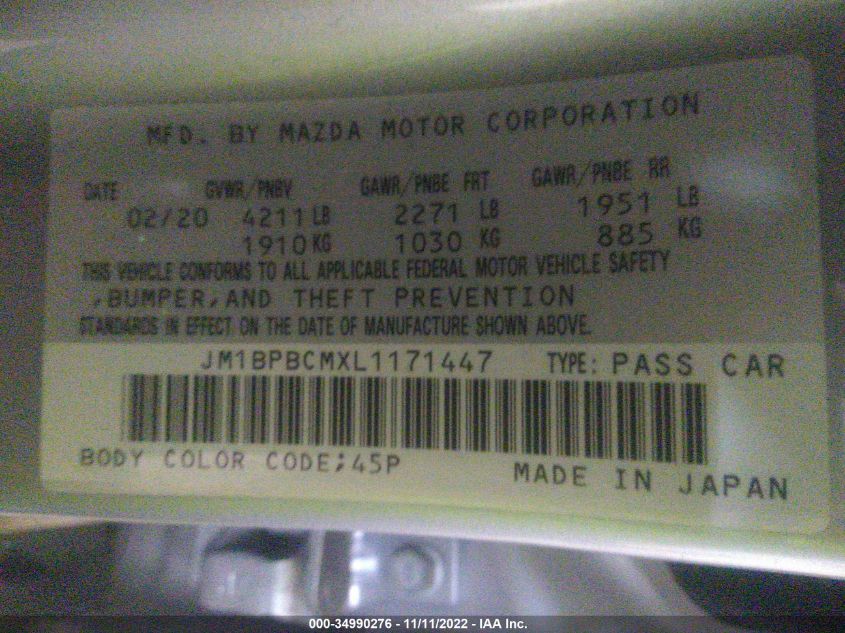 MFD. BY MAZDA MOTOR CORPORATION
DATE GVWR/PNBV GAWR/PNBE FRT GAWR/PNBE RR
02/20 4211 LB 2271 LB 1951 LB
1910 KG 1030 KG 885 KG
THIS VEHICLE CONFORMS TO ALL APPLICABLE FEDERAL MOTOR VEHICLE SAFETY
,BUMPER,AND THEFT PREVENTION
STANDARDS IN EFFECT ON THE DATE OF MANUFACTURE SHOWN ABOVE.
JM1BPBCMXL1171447 TYPE: PASS CAR
BODY COLOR CODE;45P MADE IN JAPAN
000-34990276 - 11/11/2022 - IAA Inc.